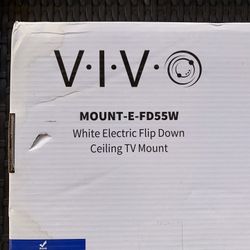 V·I·V·O
MOUNT-E-FD55W
White Electric Flip Down
Ceiling TV Mount